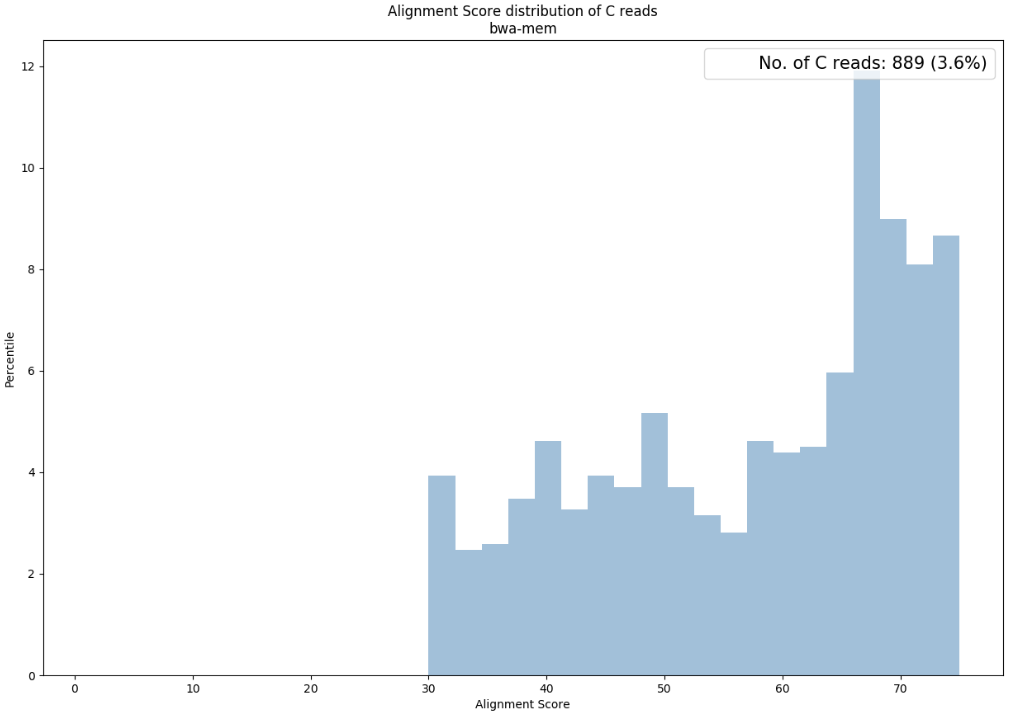 Alignment Score distribution of C reads
bwa-mem
No. of C reads: 889 (3.6%)
12
10
8
6
4
2
0
Percentile
0 10 20 30 40 50 60 70
Alignment Score